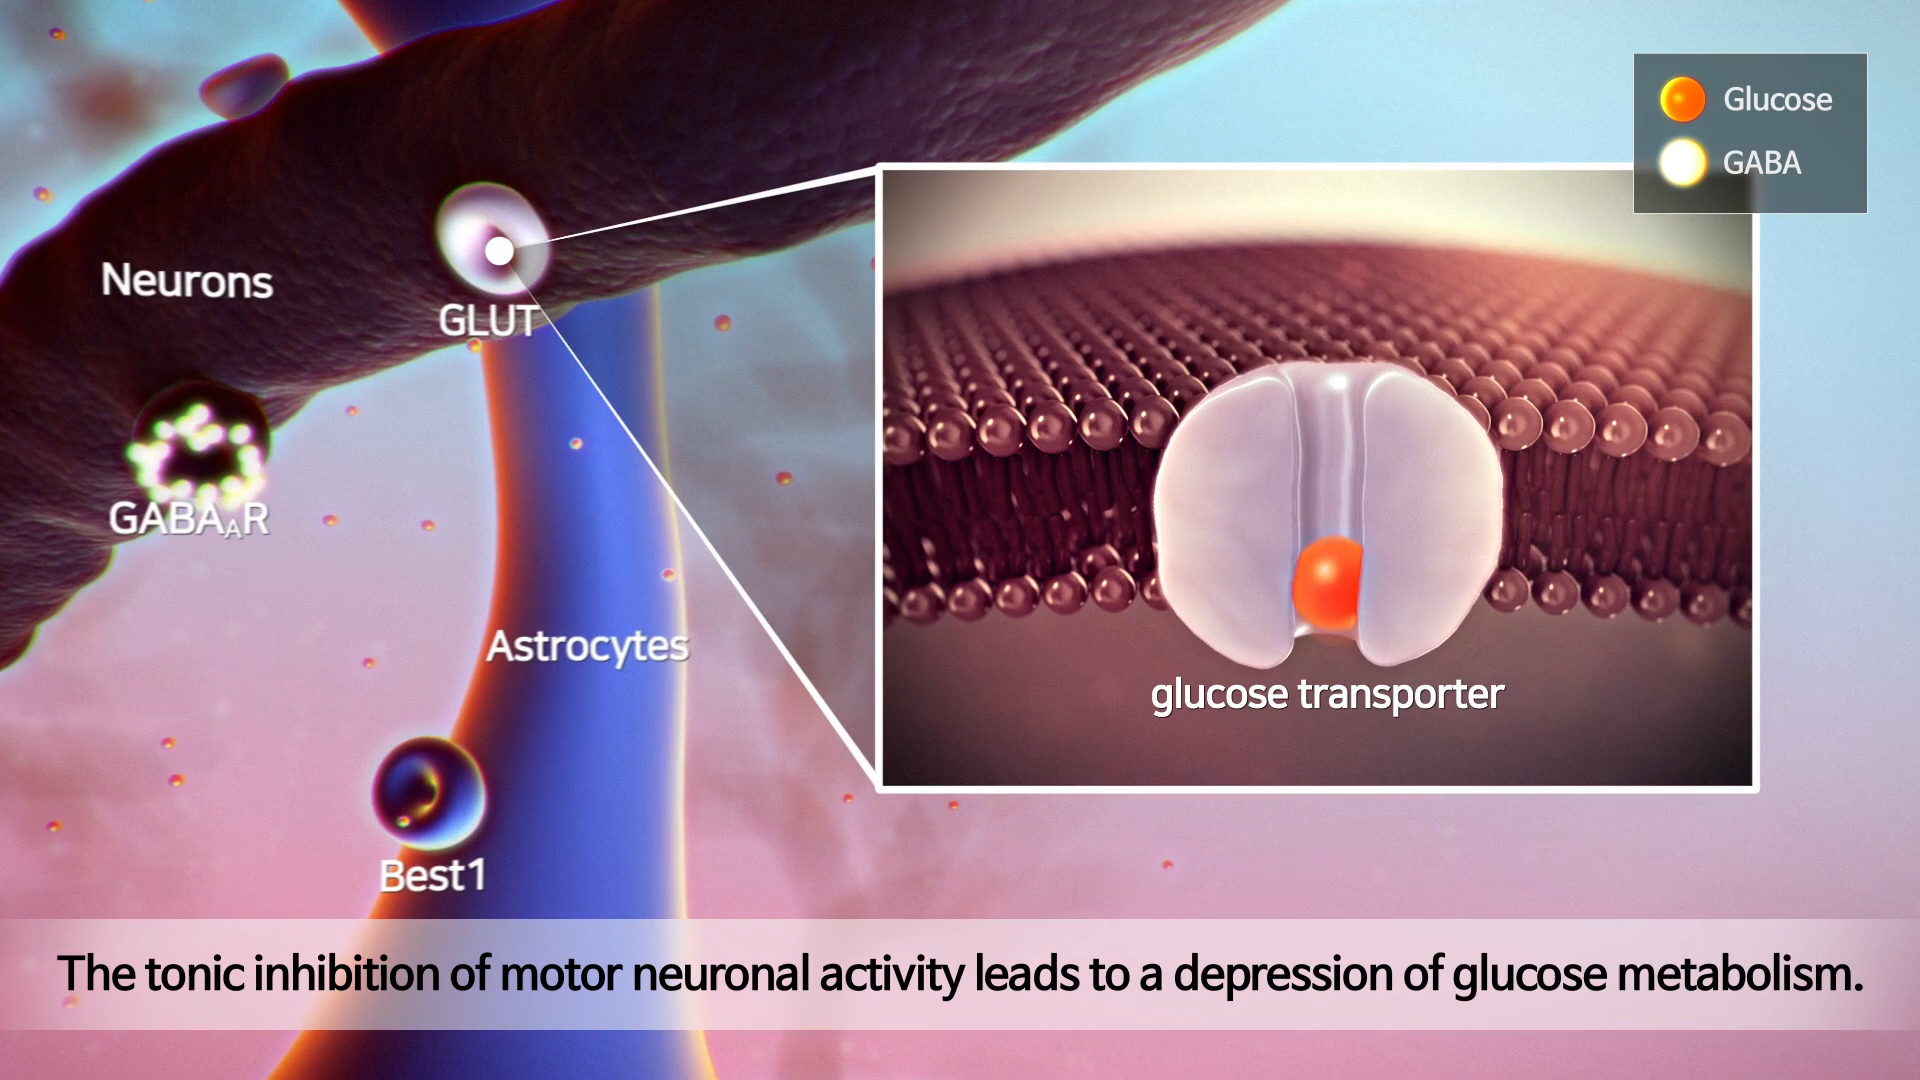 Glucose
GABA
Neurons
GLUT
GABA_AR
Astrocytes
glucose transporter
Best1
The tonic inhibition of motor neuronal activity leads to a depression of glucose metabolism.